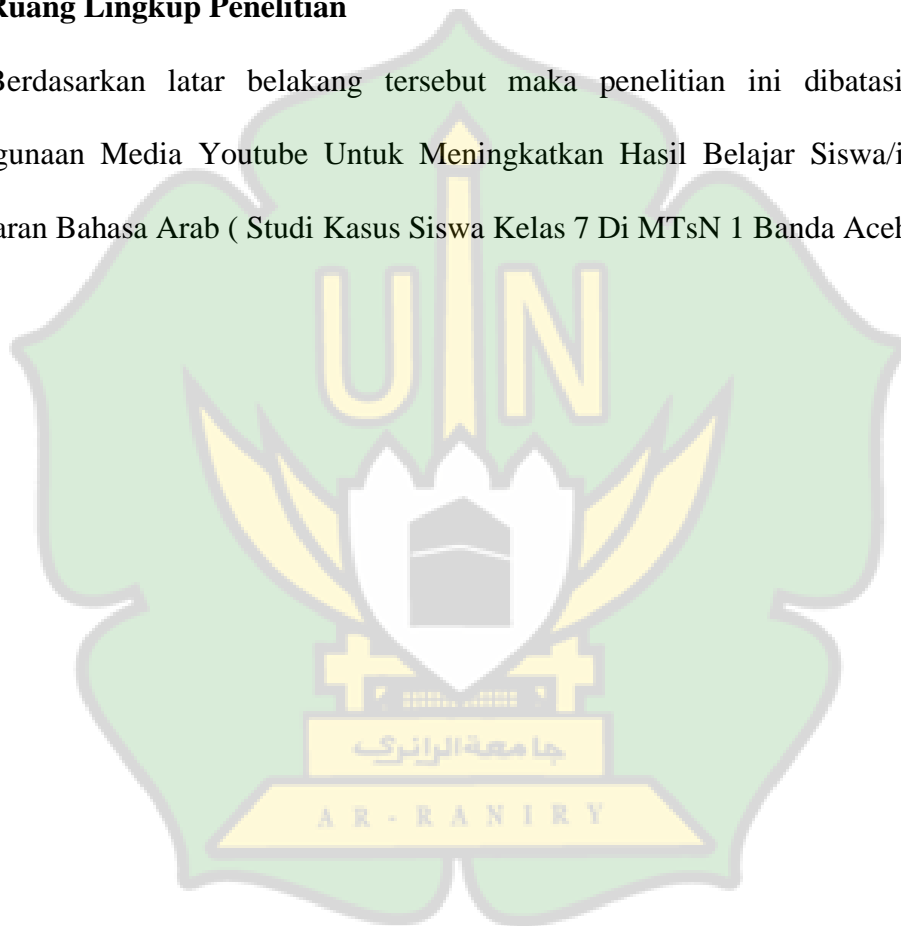 Ruang Lingkup Penelitian
Berdasarkan latar belakang tersebut maka penelitian ini dibatasi
gunaan Media Youtube Untuk Meningkatkan Hasil Belajar Siswa/i
aran Bahasa Arab ( Studi Kasus Siswa Kelas 7 Di MTsN 1 Banda Aceh
UIN
جامعة الرانري
AR-RANIRY